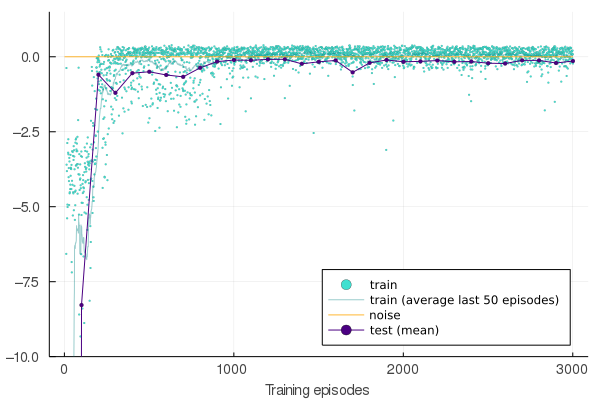 0.0
−2.5
−5.0
−7.5
−10.0
0
1000
2000
3000
Training episodes
train
train (average last 50 episodes)
noise
test (mean)